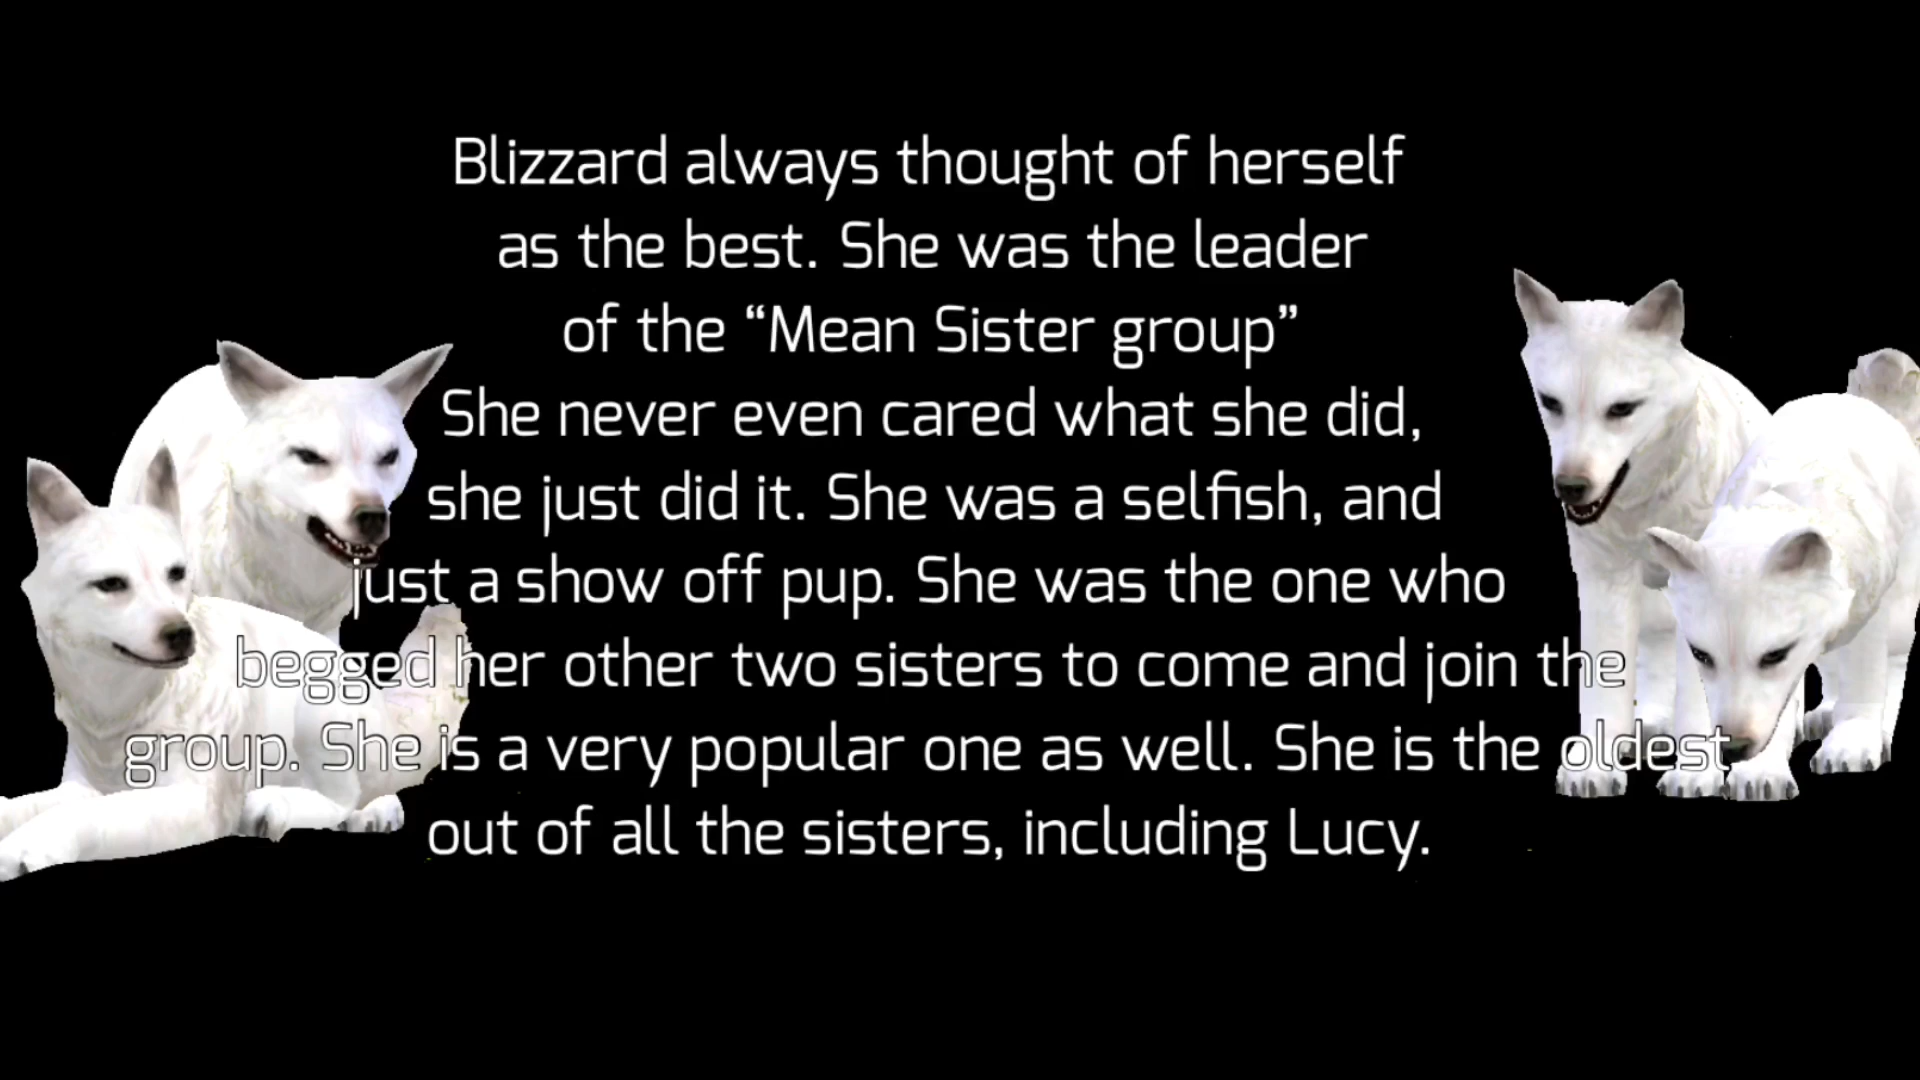 Blizzard always thought of herself
as the best. She was the leader
of the “Mean Sister group”
She never even cared what she did,
she just did it. She was a selfish, and
just a show off pup. She was the one who
begged her other two sisters to come and join the
group. She is a very popular one as well. She is the oldest
out of all the sisters, including Lucy.